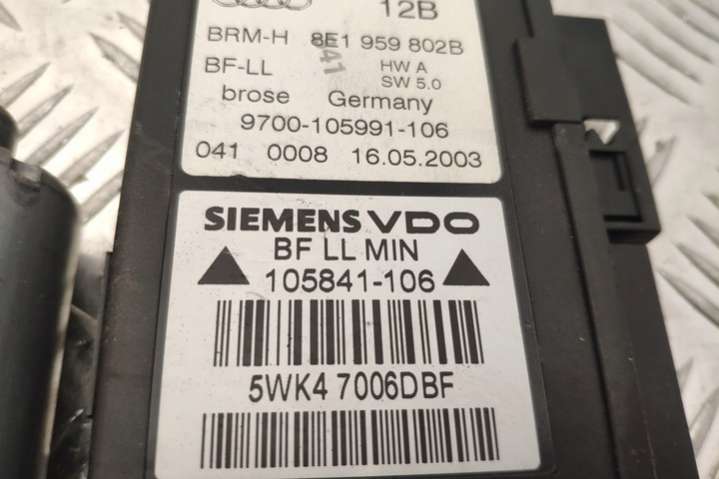 12B
BRM-H 8E1 959 802B
BF-LL HW A
SW 5.0
41
brose Germany
9700-105991-106
041 0008 16.05.2003
SIEMENS VDO
BF LL MIN
105841-106
5WK4 7006DBF